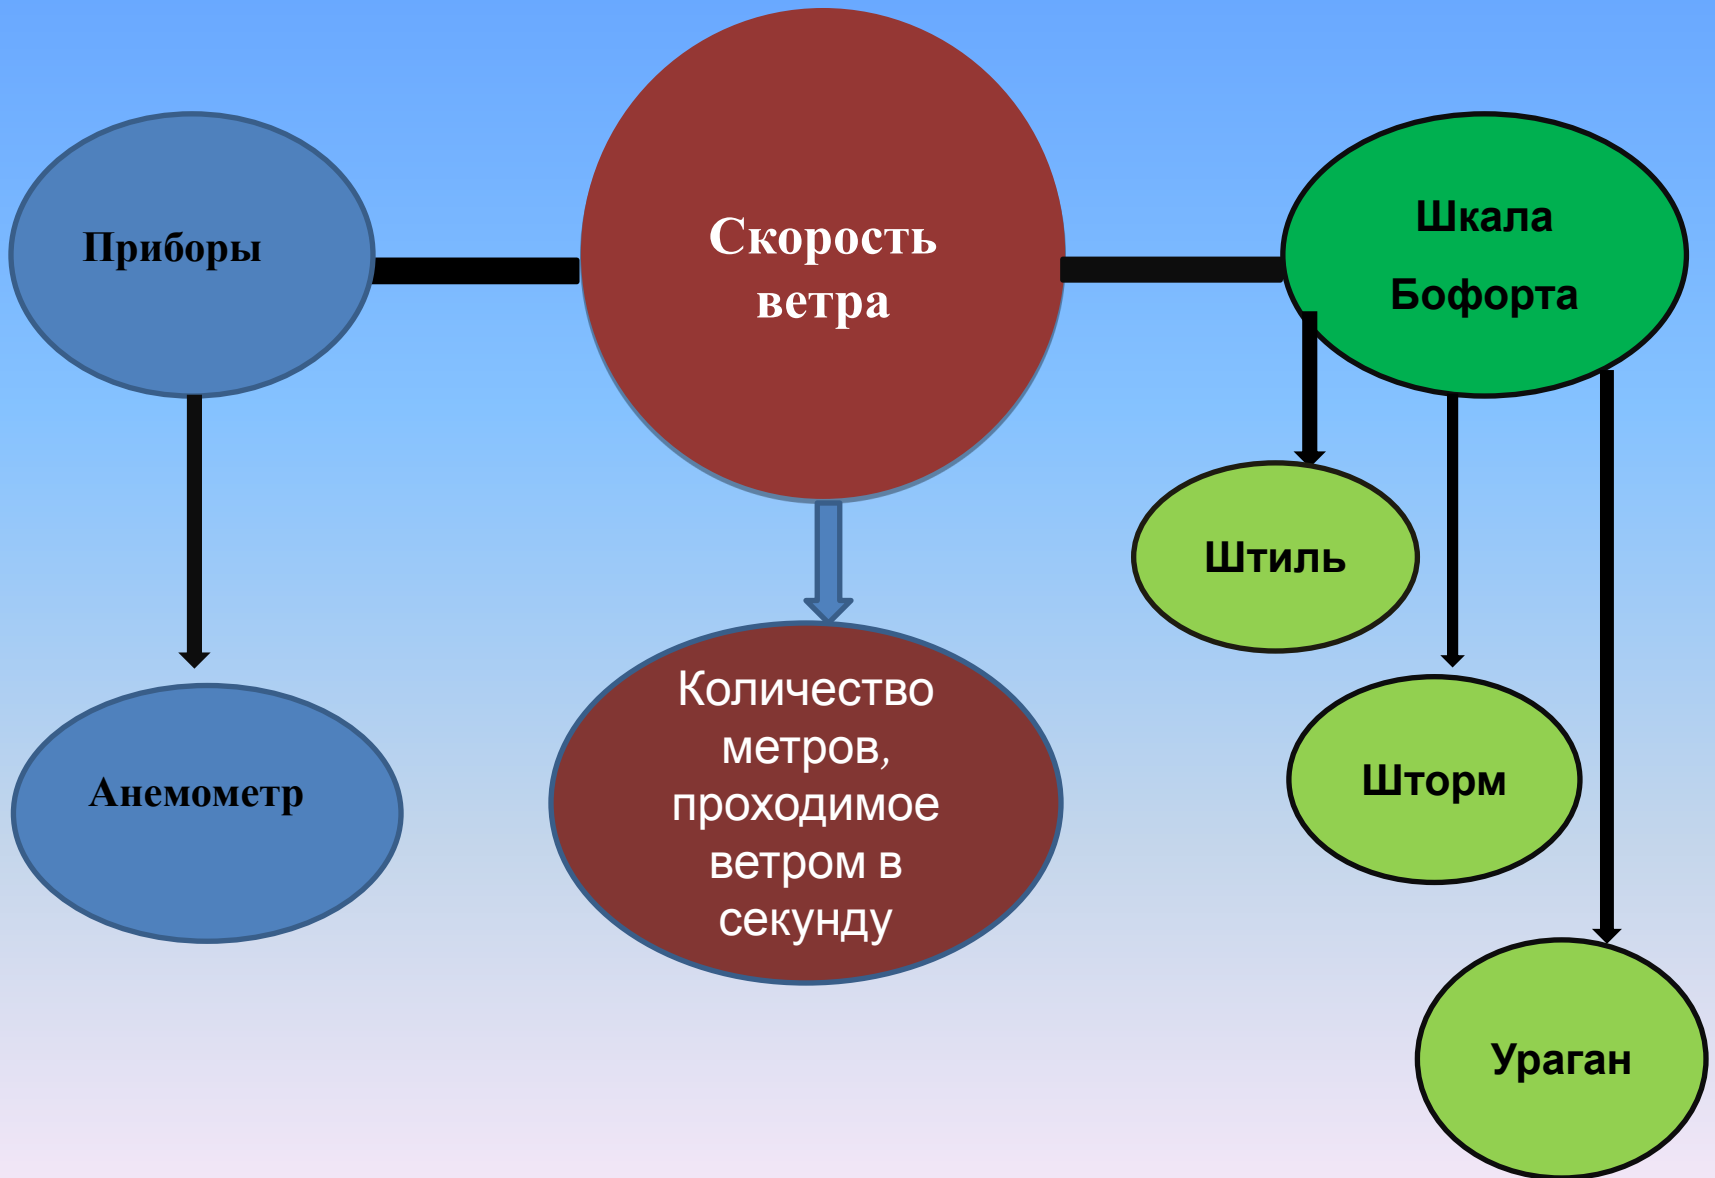 Приборы
Скорость
ветра
Шкала
Бофорта
Анемометр
Количество
метров,
проходимое
ветром в
секунду
Штиль
Шторм
Ураган